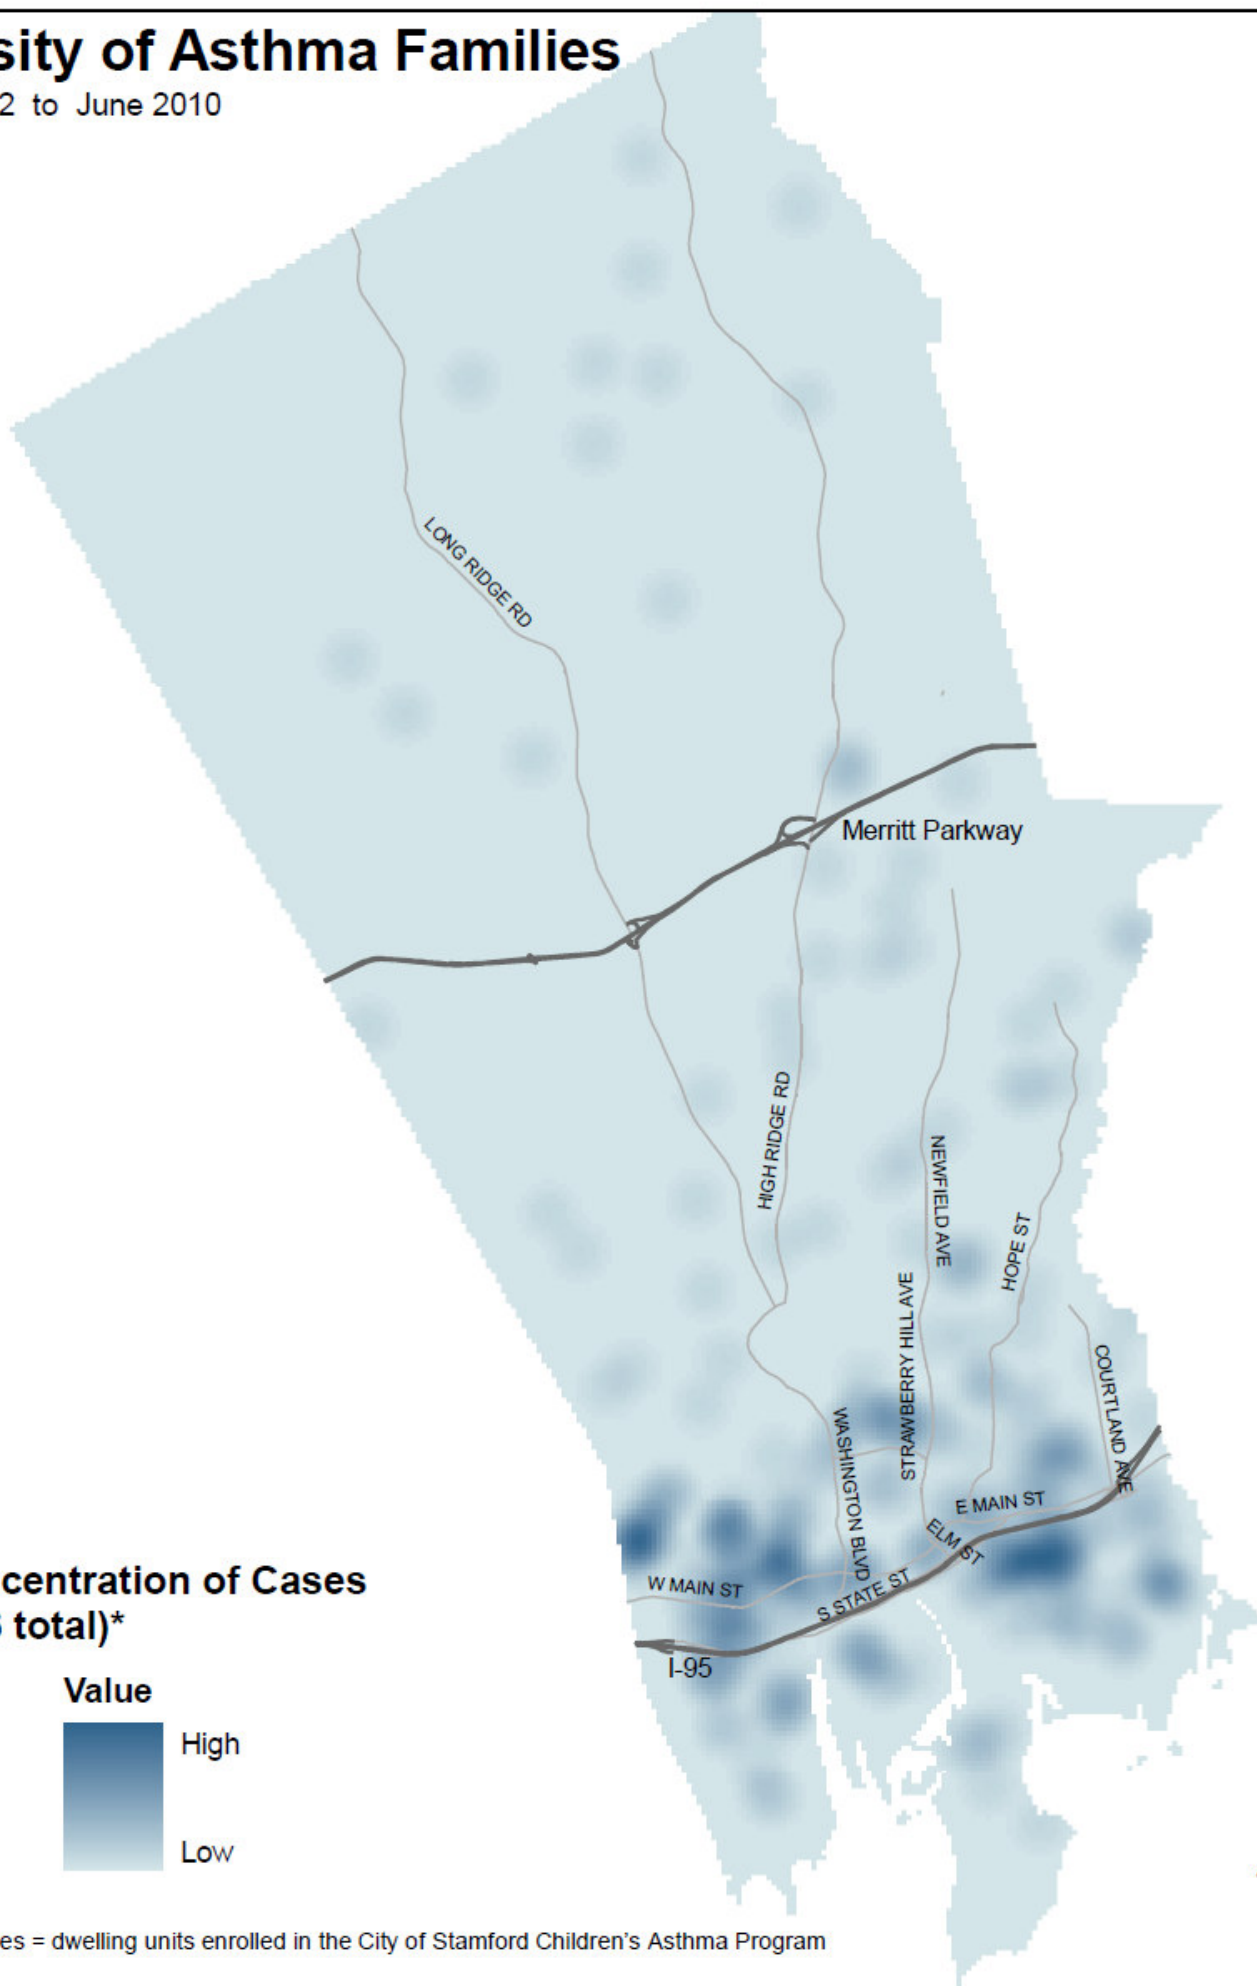 sity of Asthma Families
2 to June 2010
LONG RIDGE RD
Merritt Parkway
HIGH RIDGE RD
NEWFIELD AVE
HOPE ST
STRAWBERRY HILL AVE
COURTLAND AVE
WASHINGTON BLVD
E MAIN ST
ELM ST
W MAIN ST
S STATE ST
I-95
centration of Cases
total)*
Value
High
Low
es = dwelling units enrolled in the City of Stamford Children's Asthma Program